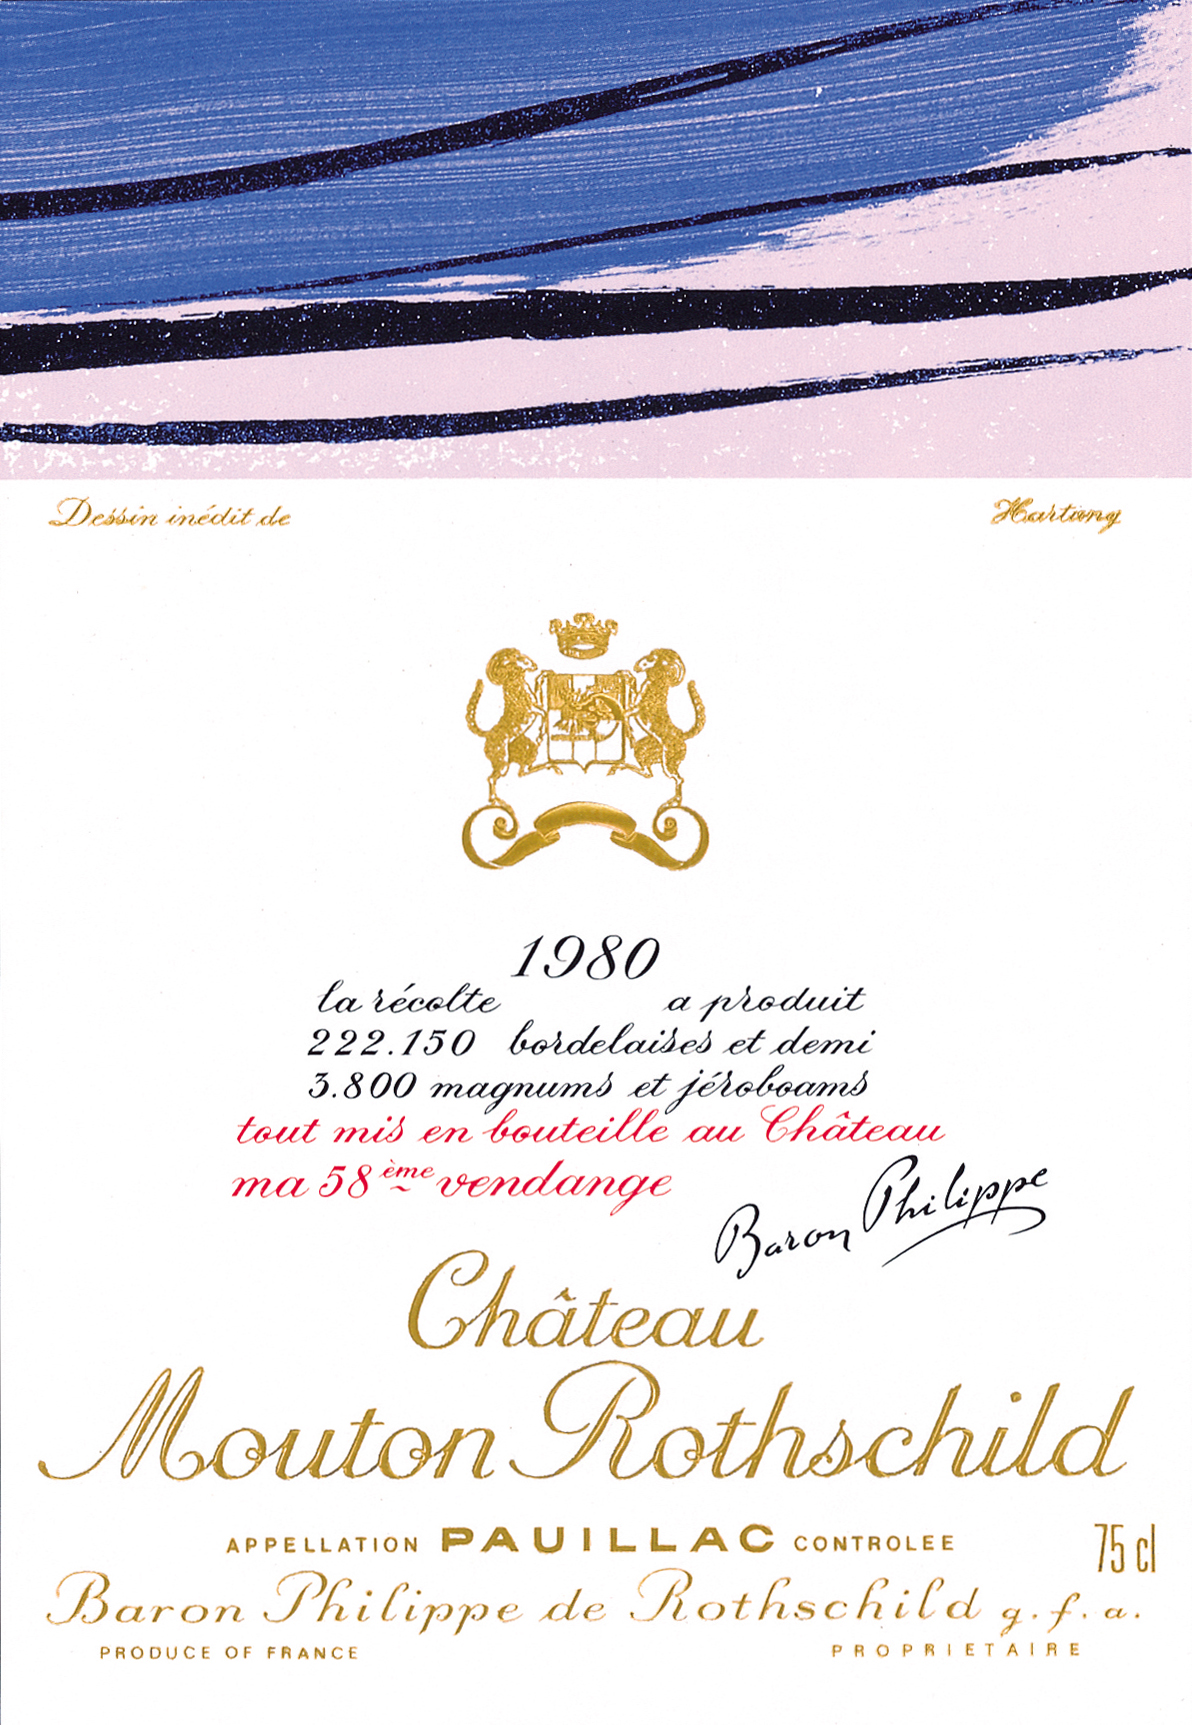 Dessin inédit de Hartung
1980
la récolte a produit
222.150 bordelaises et demi
3.800 magnums et jéroboams
tout mis en bouteille au Château
ma 58ème vendange
Baron Philippe
Château
Mouton Rothschild
APPELLATION PAUILLAC CONTROLEE
75 cl
Baron Philippe de Rothschild g.f.a.
PRODUCE OF FRANCE PROPRIETAIRE